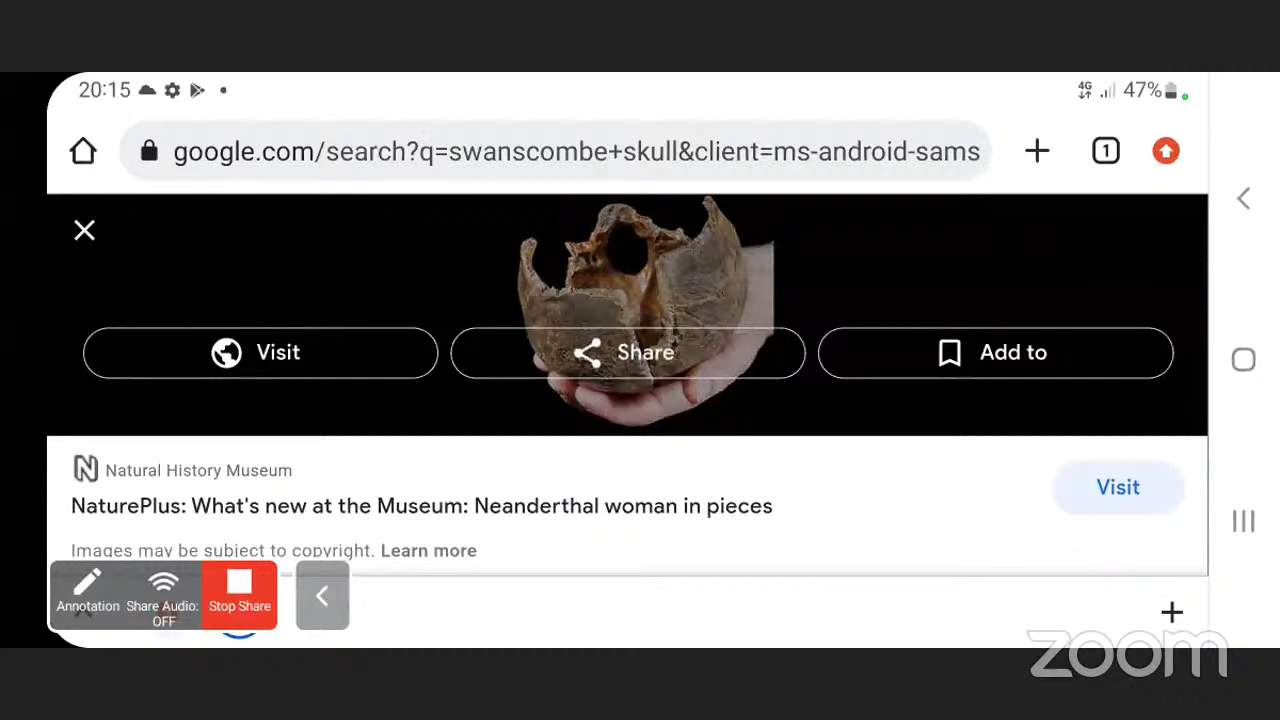 20:15
4G 47%
google.com/search?q=swanscombe+skull&client=ms-android-sams
1
Visit
Share
Add to
Natural History Museum
NaturePlus: What's new at the Museum: Neanderthal woman in pieces
Visit
Images may be subject to copyright. Learn more
Annotation
Share Audio: OFF
Stop Share
zoom